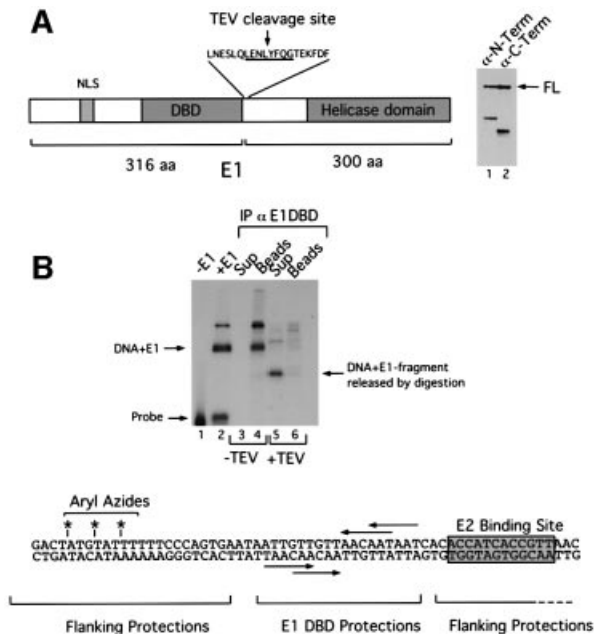 A
TEV cleavage site
LNESLQLENLYFQGTEKFDF
NLS
DBD
Helicase domain
316 aa
E1
300 aa
α-N-Term
α-C-Term
FL
1 2
B
IP α E1DBD
-E1
+E1
Sup
Beads
Sup
Beads
DNA+E1
DNA+E1-fragment
released by digestion
Probe
1 2 3 4 5 6
-TEV +TEV
Aryl Azides
* * *
E2 Binding Site
GACTATGTATTTTTTCCCAGTGAATAATTGTTGTTAACAATAATCACACCATCACCGTTAAC
CTGATACATAAAAAAGGGTCACTTATTAACAACAATTGTTATTAGTGTGGTAGTGGCAATTG
Flanking Protections
E1 DBD Protections
Flanking Protections